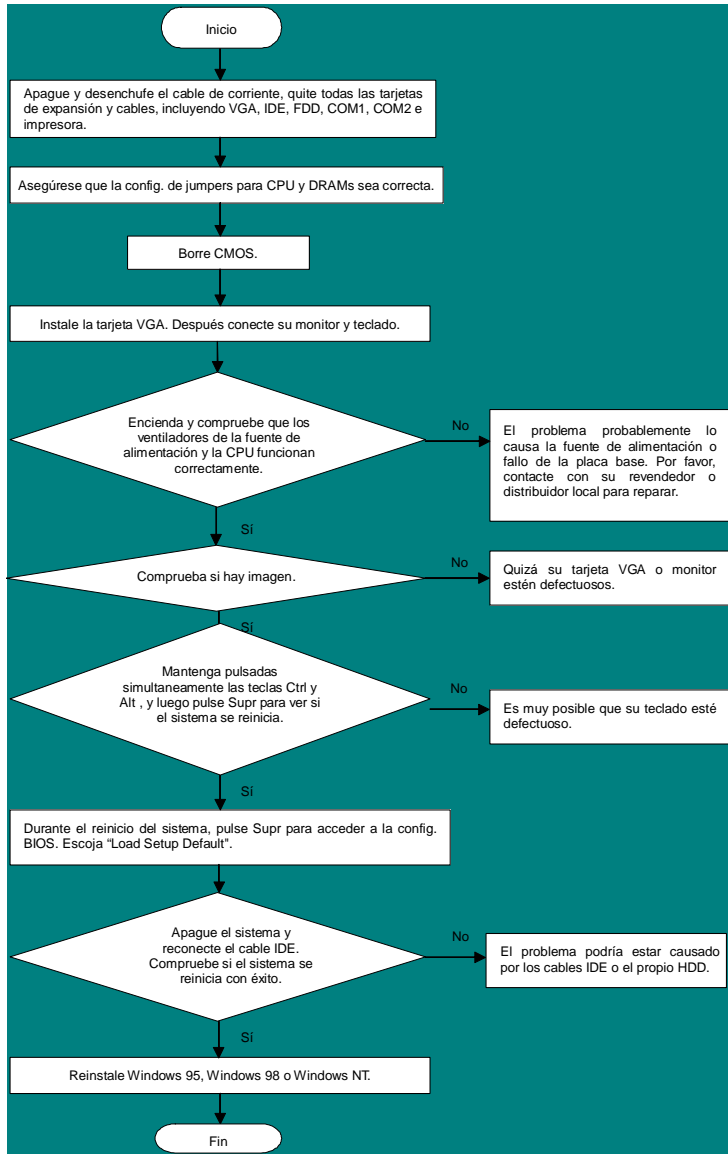 Inicio
Apague y desenchufe el cable de corriente, quite todas las tarjetas
de expansión y cables, incluyendo VGA, IDE, FDD, COM1, COM2 e
impresora.
Asegúrese que la config. de jumpers para CPU y DRAMs sea correcta.
Borre CMOS.
Instale la tarjeta VGA. Después conecte su monitor y teclado.
Encienda y compruebe que los
ventiladores de la fuente de
alimentación y la CPU funcionan
correctamente.
No
El problema probablemente lo
causa la fuente de alimentación o
fallo de la placa base. Por favor,
contacte con su revendedor o
distribuidor local para reparar.
Sí
Comprueba si hay imagen.
No
Quizá su tarjeta VGA o monitor
estén defectuosos.
Sí
Mantenga pulsadas
simultaneamente las teclas Ctrl y
Alt , y luego pulse Supr para ver si
el sistema se reinicia.
No
Es muy posible que su teclado esté
defectuoso.
Sí
Durante el reinicio del sistema, pulse Supr para acceder a la config.
BIOS. Escoja “Load Setup Default”.
Apague el sistema y
reconecte el cable IDE.
Compruebe si el sistema se
reinicia con éxito.
No
El problema podría estar causado
por los cables IDE o el propio HDD.
Sí
Reinstale Windows 95, Windows 98 o Windows NT.
Fin